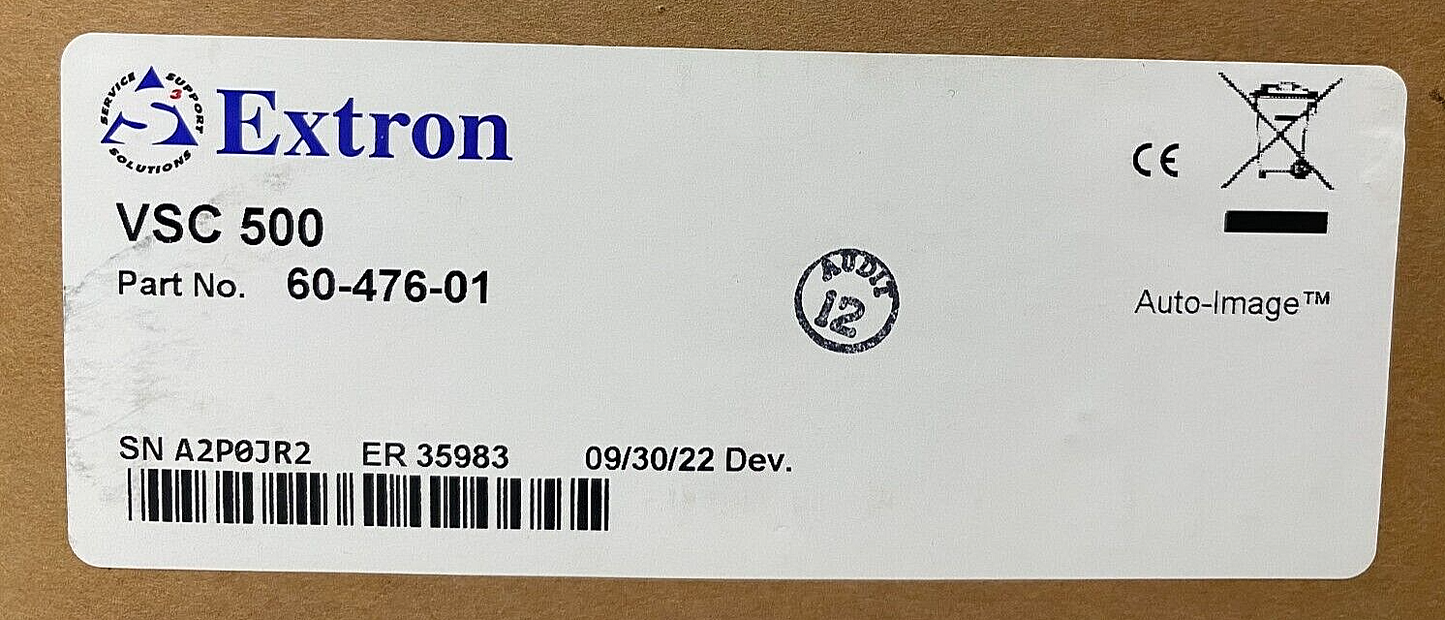 SERVICE SUPPORT SOLUTIONS
S3
Extron
CE
VSC 500
Part No. 60-476-01
AUDIT
12
Auto-Image™
SN A2P0JR2 ER 35983 09/30/22 Dev.